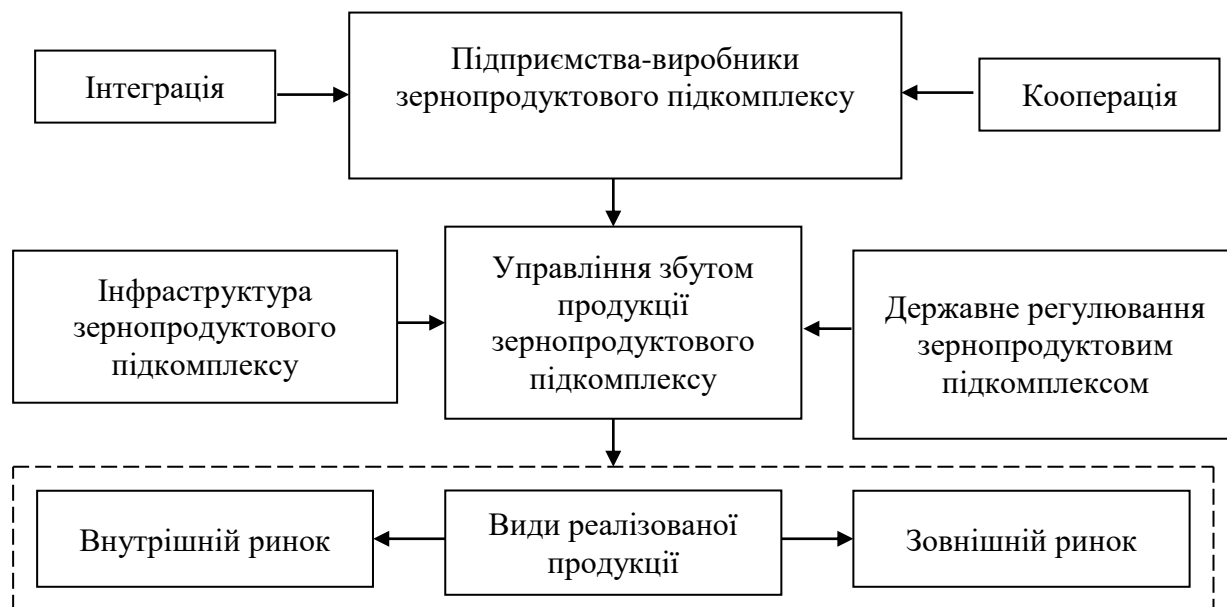 Інтеграція
Підприємства-виробники
зернопродуктового підкомплексу
Кооперація
Інфраструктура
зернопродуктового
підкомплексу
Управління збутом
продукції
зернопродуктового
підкомплексу
Державне регулювання
зернопродуктовим
підкомплексом
Внутрішній ринок
Види реалізованої
продукції
Зовнішній ринок